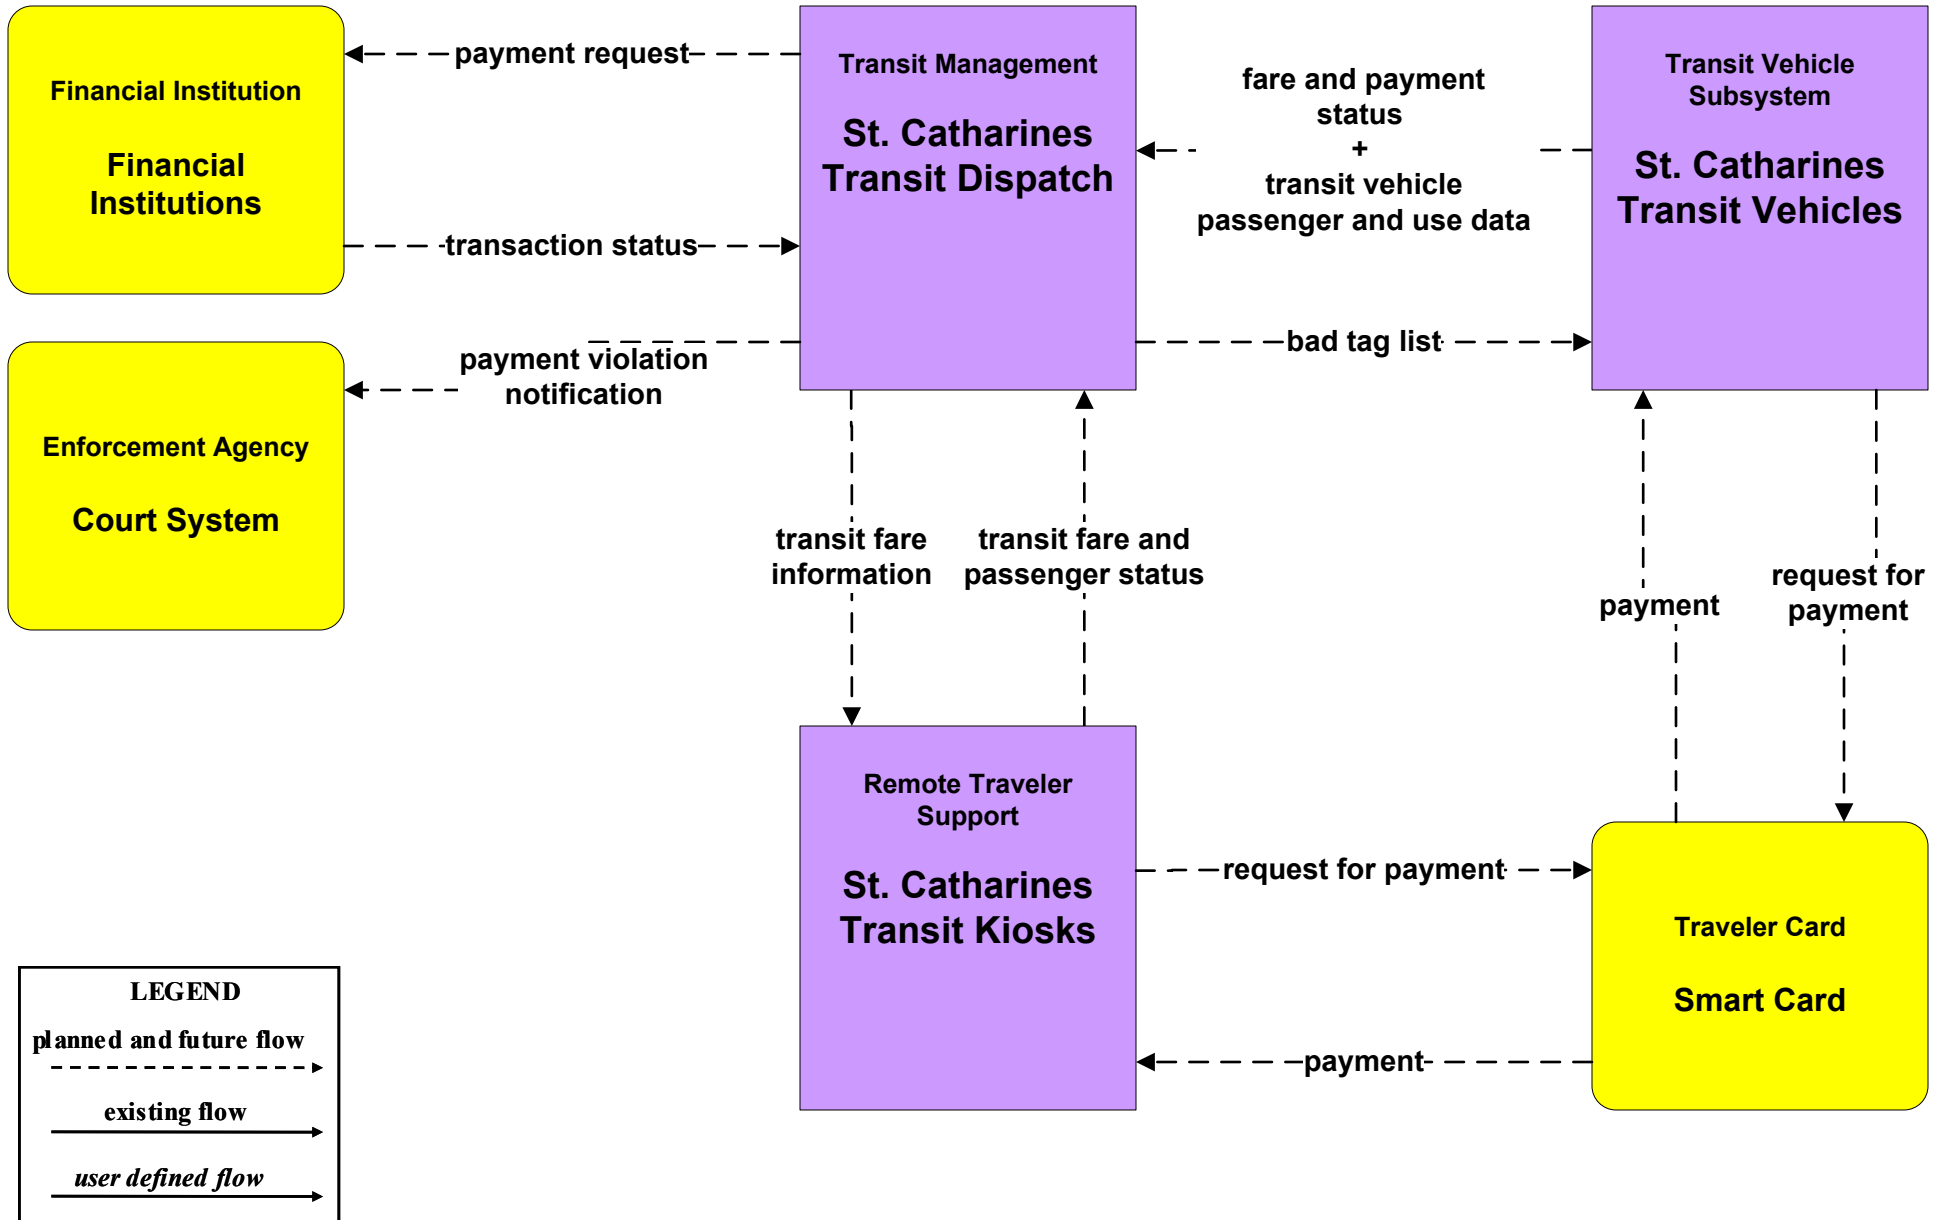 payment request
Financial Institution
Financial
Institutions
transaction status
Transit Management
St. Catharines
Transit Dispatch
fare and payment
status
+
transit vehicle
passenger and use data
Transit Vehicle
Subsystem
St. Catharines
Transit Vehicles
bad tag list
payment violation
notification
Enforcement Agency
Court System
transit fare
information
transit fare and
passenger status
payment
request for
payment
Remote Traveler
Support
St. Catharines
Transit Kiosks
request for payment
Traveler Card
Smart Card
payment
LEGEND
planned and future flow
existing flow
user defined flow